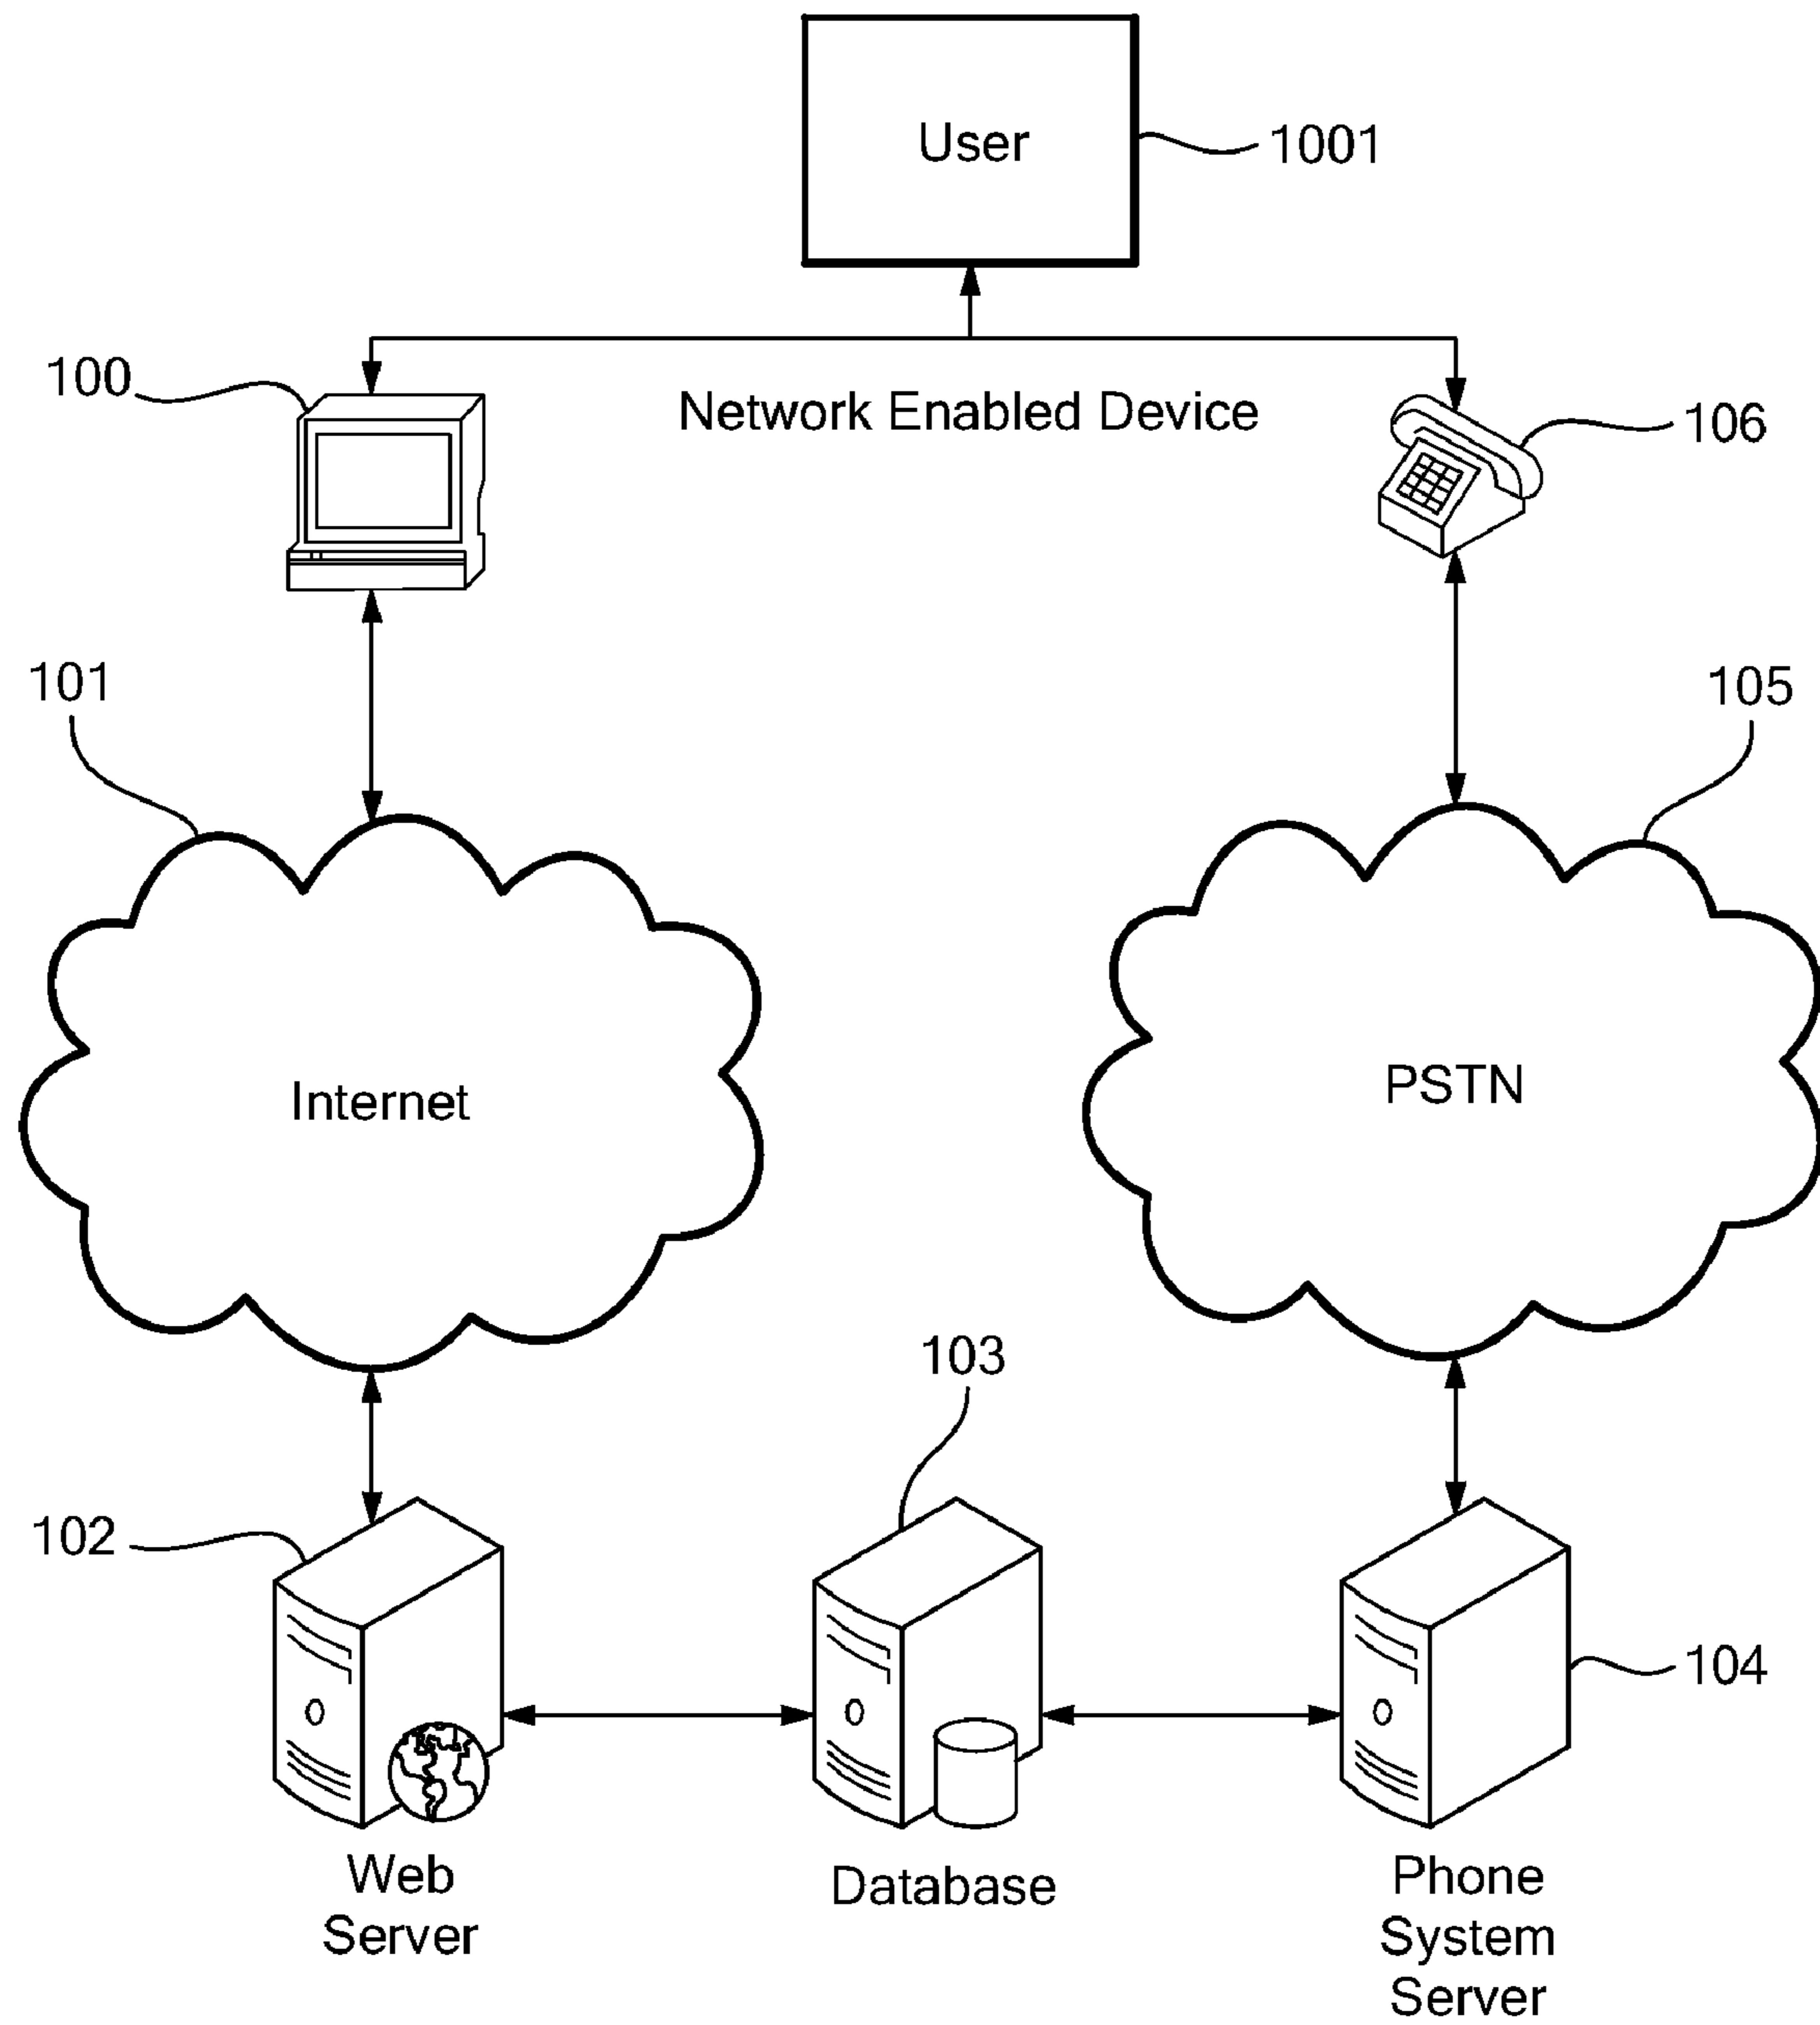 User
1001
100
Network Enabled Device
106
101
105
Internet
PSTN
103
102
104
Web
Server
Database
Phone
System
Server